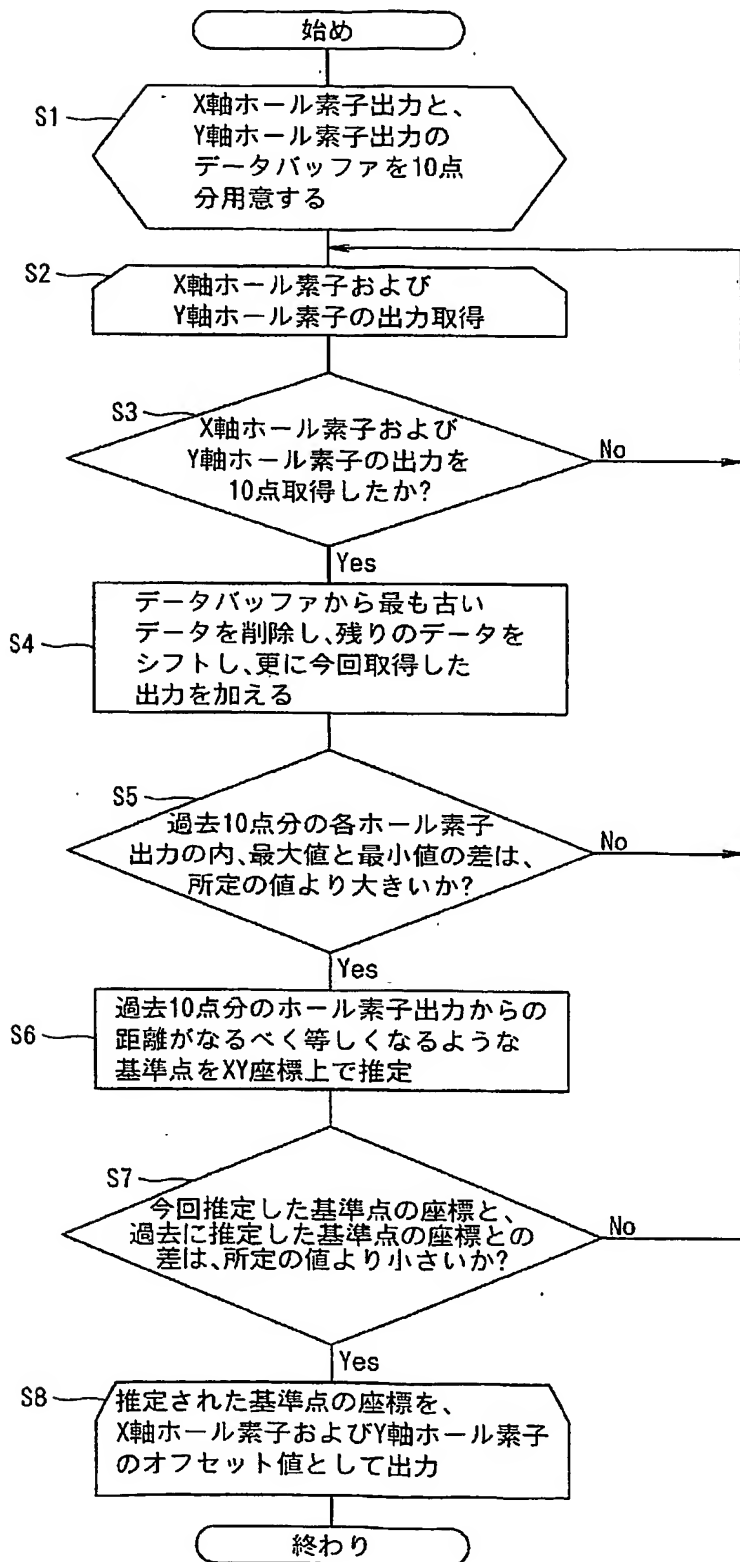 始め
S1
X軸ホール素子出力と、
Y軸ホール素子出力の
データバッファを10点
分用意する
S2
X軸ホール素子および
Y軸ホール素子の出力取得
S3
X軸ホール素子および
Y軸ホール素子の出力を
10点取得したか?
No
Yes
S4
データバッファから最も古い
データを削除し、残りのデータを
シフトし、更に今回取得した
出力を加える
S5
過去10点分の各ホール素子
出力の内、最大値と最小値の差は、
所定の値より大きいか?
No
Yes
S6
過去10点分のホール素子出力からの
距離がなるべく等しくなるような
基準点をXY座標上で推定
S7
今回推定した基準点の座標と、
過去に推定した基準点の座標との
差は、所定の値より小さいか?
No
Yes
S8
推定された基準点の座標を、
X軸ホール素子およびY軸ホール素子
のオフセット値として出力
終わり